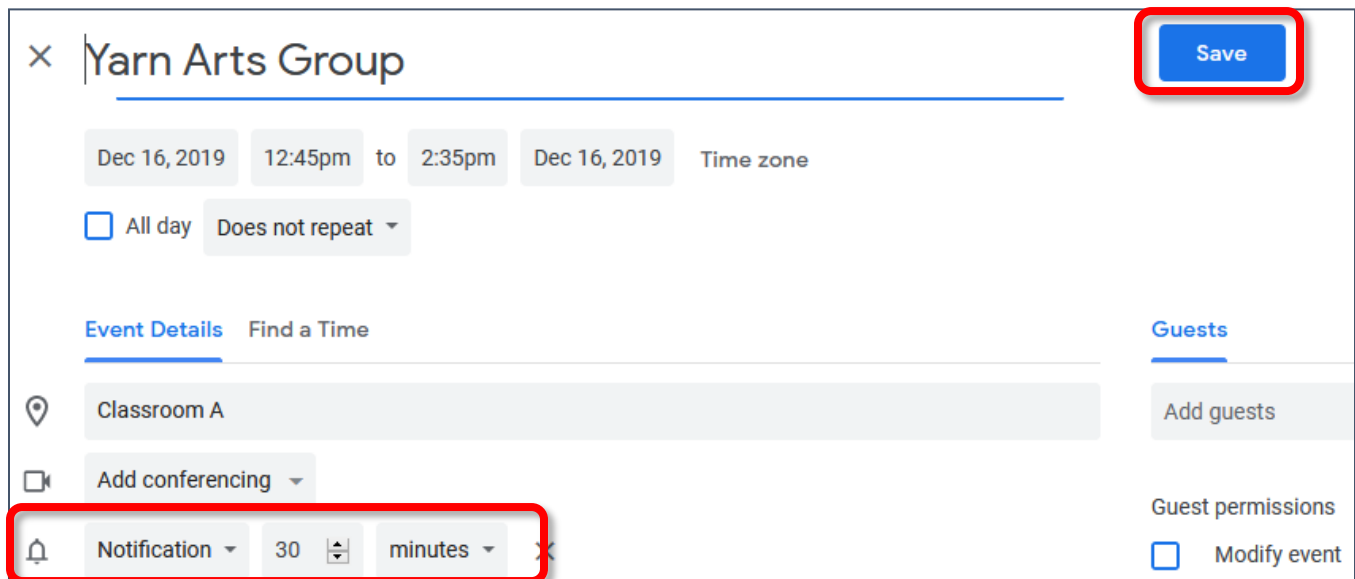 Yarn Arts Group
Save
Dec 16, 2019 12:45pm to 2:35pm Dec 16, 2019 Time zone
All day Does not repeat
Event Details Find a Time
Guests
Classroom A
Add guests
Add conferencing
Guest permissions
Notification 30 minutes
Modify event